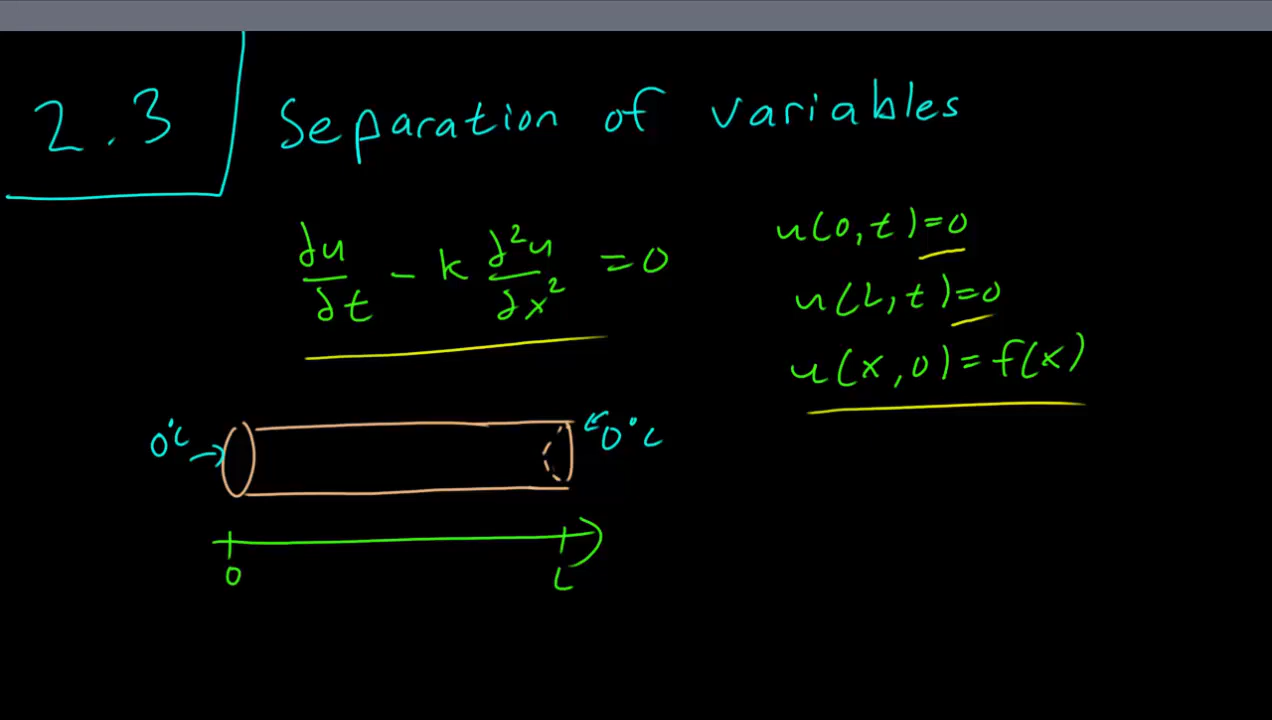 2.3 Separation of variables
∂u/∂t - k ∂²u/∂x² = 0
u(0,t)=0
u(L,t)=0
u(x,0)=f(x)
0°C
0°C
0 L